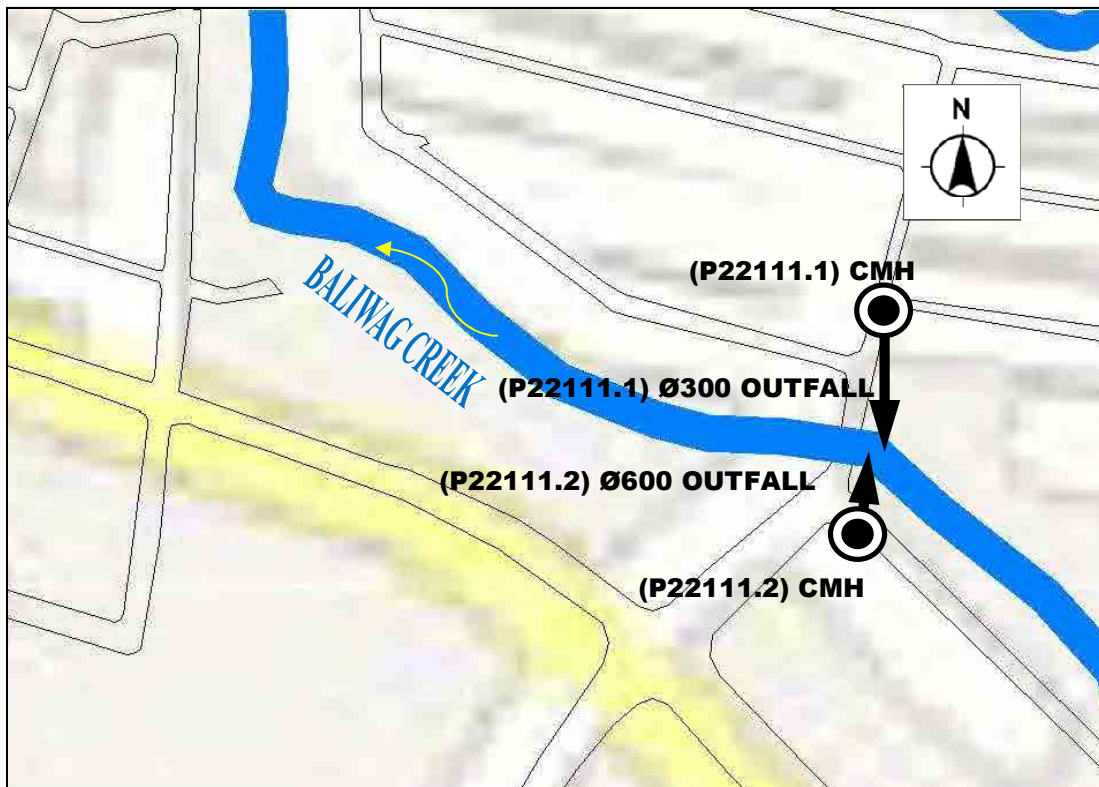 N
(P22111.1) CMH
BALIWAG CREEK
(P22111.1) Ø300 OUTFALL
(P22111.2) Ø600 OUTFALL
(P22111.2) CMH